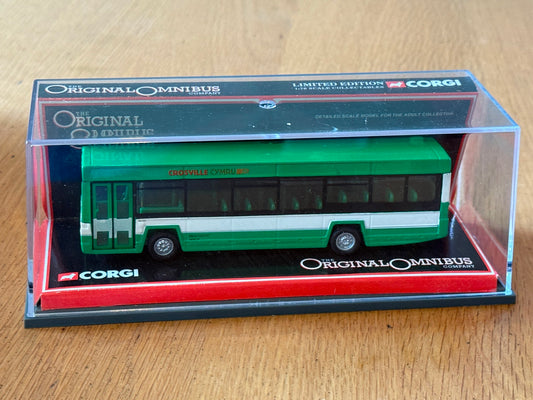 THE
ORIGINAL OMNIBUS
COMPANY
LIMITED EDITION
1:76 SCALE COLLECTABLES
CORGI
THE
ORIGINAL
DETAILED SCALE MODEL FOR THE ADULT COLLECTOR
CROSVILLE CYMRU
CORGI
THE
ORIGINAL OMNIBUS
COMPANY